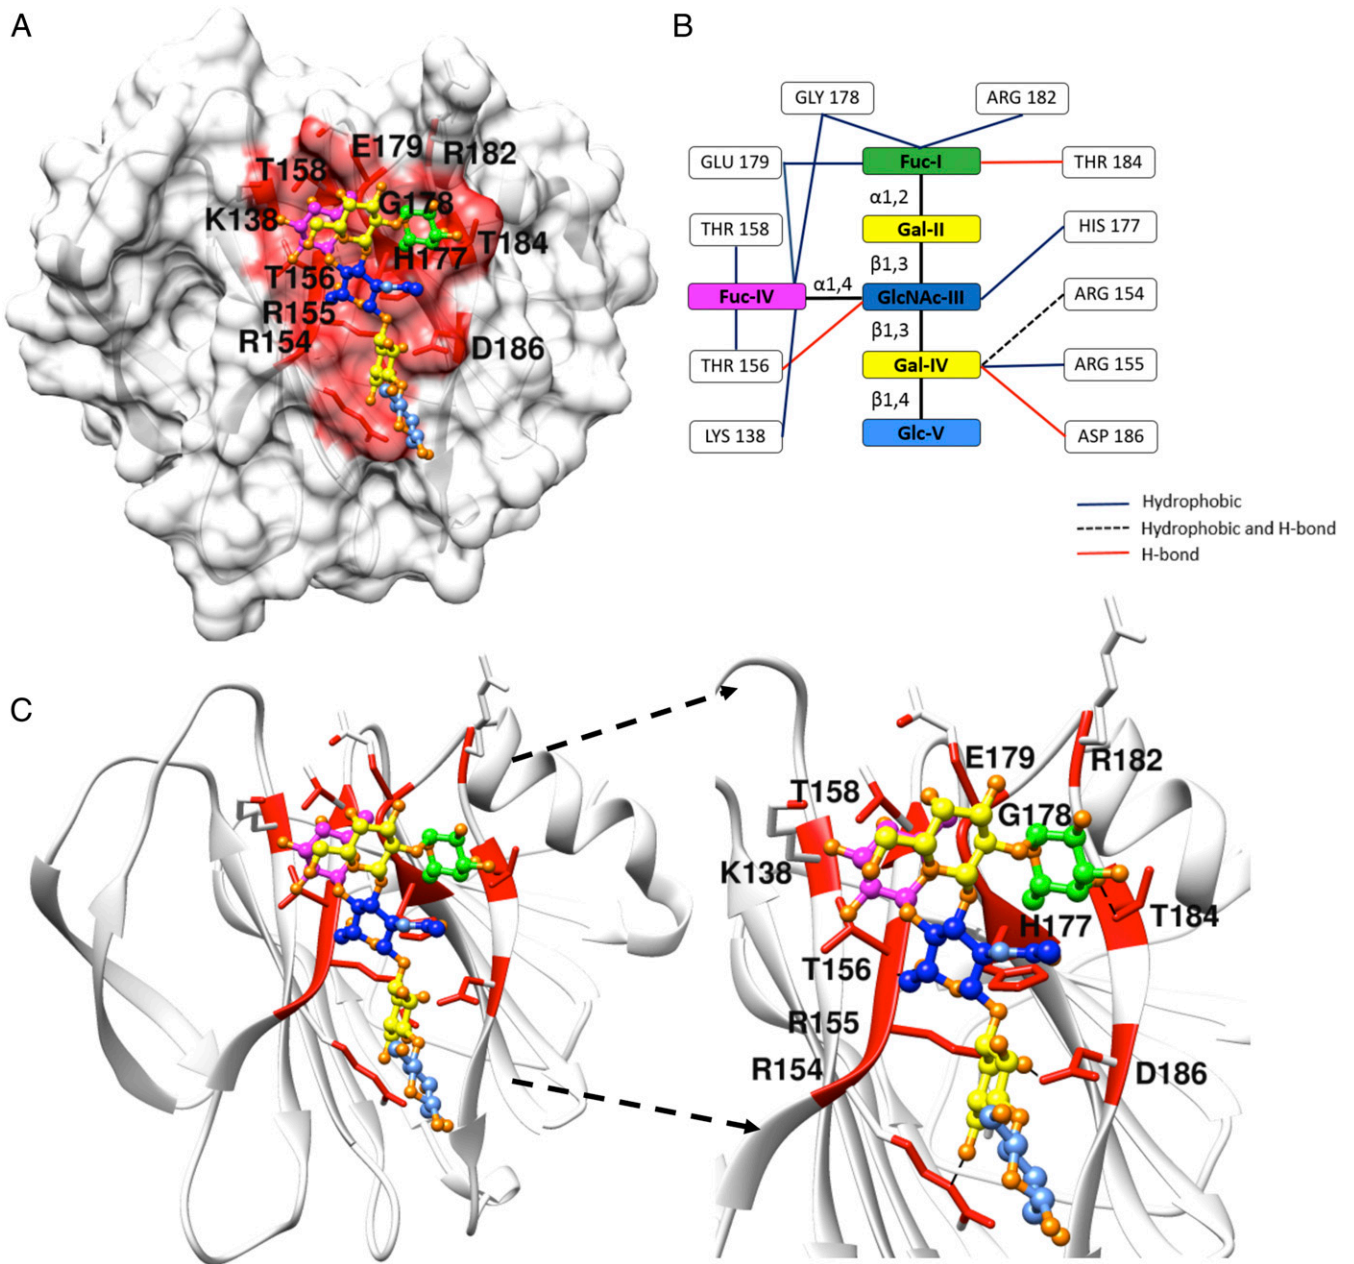 A
E179
R182
T158
G178
K138
T184
H177
T156
R155
R154
D186
B
GLY 178
ARG 182
GLU 179
Fuc-I
THR 184
α1,2
THR 158
Gal-II
HIS 177
β1,3
α1,4
Fuc-IV
GlcNAc-III
ARG 154
β1,3
THR 156
Gal-IV
ARG 155
β1,4
LYS 138
Glc-V
ASP 186
Hydrophobic
Hydrophobic and H-bond
H-bond
C
E179
R182
T158
G178
K138
T184
H177
T156
R155
R154
D186